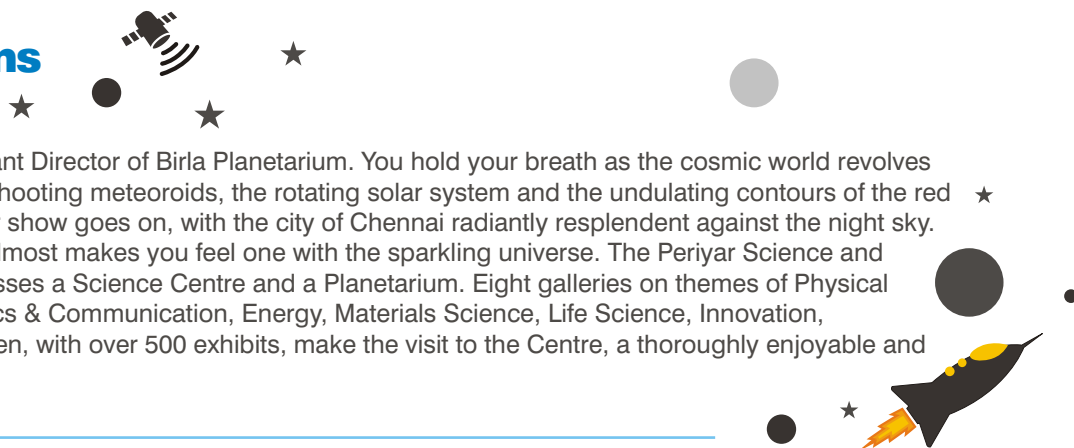 ns
ant Director of Birla Planetarium. You hold your breath as the cosmic world revolves
hooting meteoroids, the rotating solar system and the undulating contours of the red
show goes on, with the city of Chennai radiantly resplendent against the night sky.
lmost makes you feel one with the sparkling universe. The Periyar Science and
sses a Science Centre and a Planetarium. Eight galleries on themes of Physical
cs & Communication, Energy, Materials Science, Life Science, Innovation,
en, with over 500 exhibits, make the visit to the Centre, a thoroughly enjoyable and